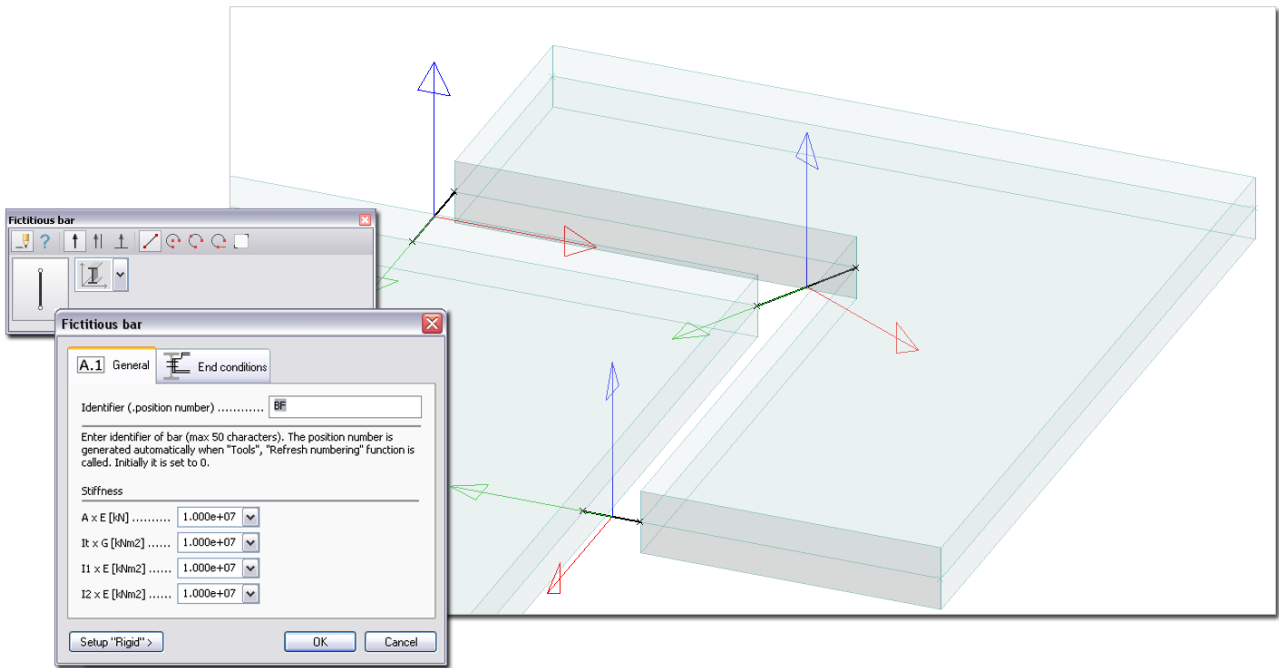 Fictitious bar
?
Fictitious bar
A.1 General
End conditions
Identifier (.position number) ............ BF
Enter identifier of bar (max 50 characters). The position number is
generated automatically when "Tools", "Refresh numbering" function is
called. Initially it is set to 0.
Stiffness
A x E [kN] .......... 1.000e+07
It x G [kNm2] ...... 1.000e+07
I1 x E [kNm2] ...... 1.000e+07
I2 x E [kNm2] ...... 1.000e+07
Setup "Rigid" > OK Cancel